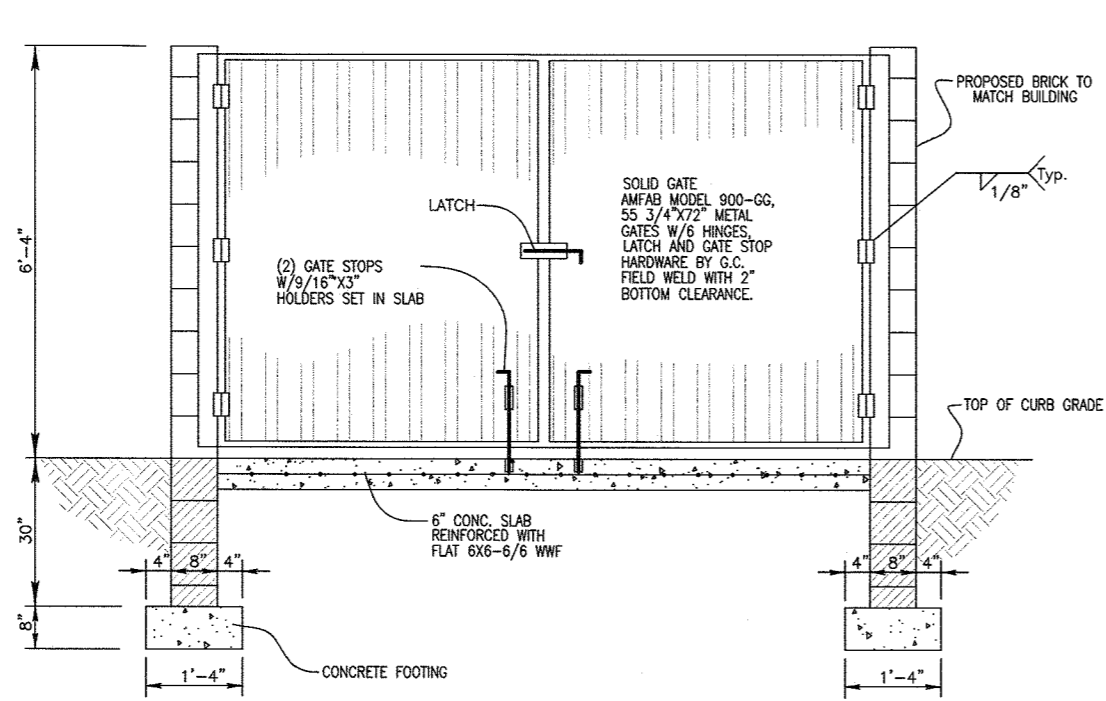 PROPOSED BRICK TO
MATCH BUILDING
Typ.
1/8"
SOLID GATE
AMFAB MODEL 900-GG,
55 3/4"X72" METAL
GATES W/6 HINGES,
LATCH AND GATE STOP
HARDWARE BY G.C.
FIELD WELD WITH 2"
BOTTOM CLEARANCE.
LATCH
6'-4"
(2) GATE STOPS
W/9/16"X3"
HOLDERS SET IN SLAB
TOP OF CURB GRADE
30"
6" CONC. SLAB
REINFORCED WITH
FLAT 6X6-6/6 WWF
4" 8" 4"
4" 8" 4"
8"
CONCRETE FOOTING
1'-4"
1'-4"